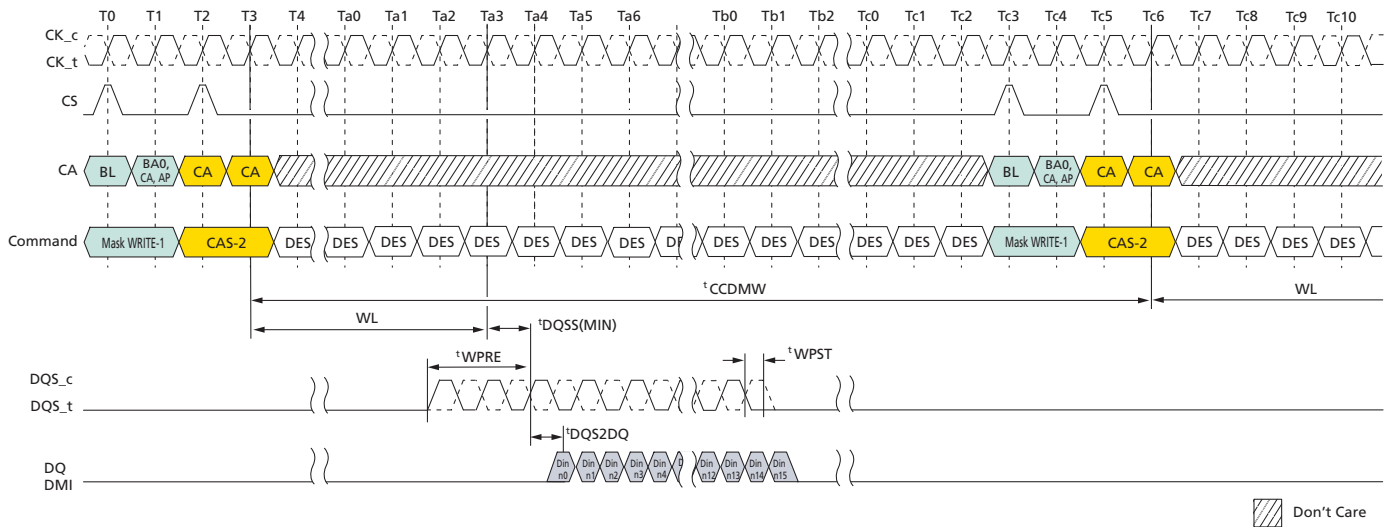 T0 T1 T2 T3 T4 Ta0 Ta1 Ta2 Ta3 Ta4 Ta5 Ta6 Tb0 Tb1 Tb2 Tc0 Tc1 Tc2 Tc3 Tc4 Tc5 Tc6 Tc7 Tc8 Tc9 Tc10
CK_c
CK_t
CS
CA BL BA0, CA, AP CA CA BL BA0, CA, AP CA CA
Command Mask WRITE-1 CAS-2 DES DES DES DES DES DES DES DES DES DES DES DES DES DES Mask WRITE-1 CAS-2 DES DES DES DES
tCCDMW WL
WL tDQSS(MIN)
tWPRE tWPST
DQS_c
DQS_t
tDQS2DQ
DQ
DMI
Din n0 Din n1 Din n2 Din n3 Din n4 Din n12 Din n13 Din n14 Din n15
Don't Care